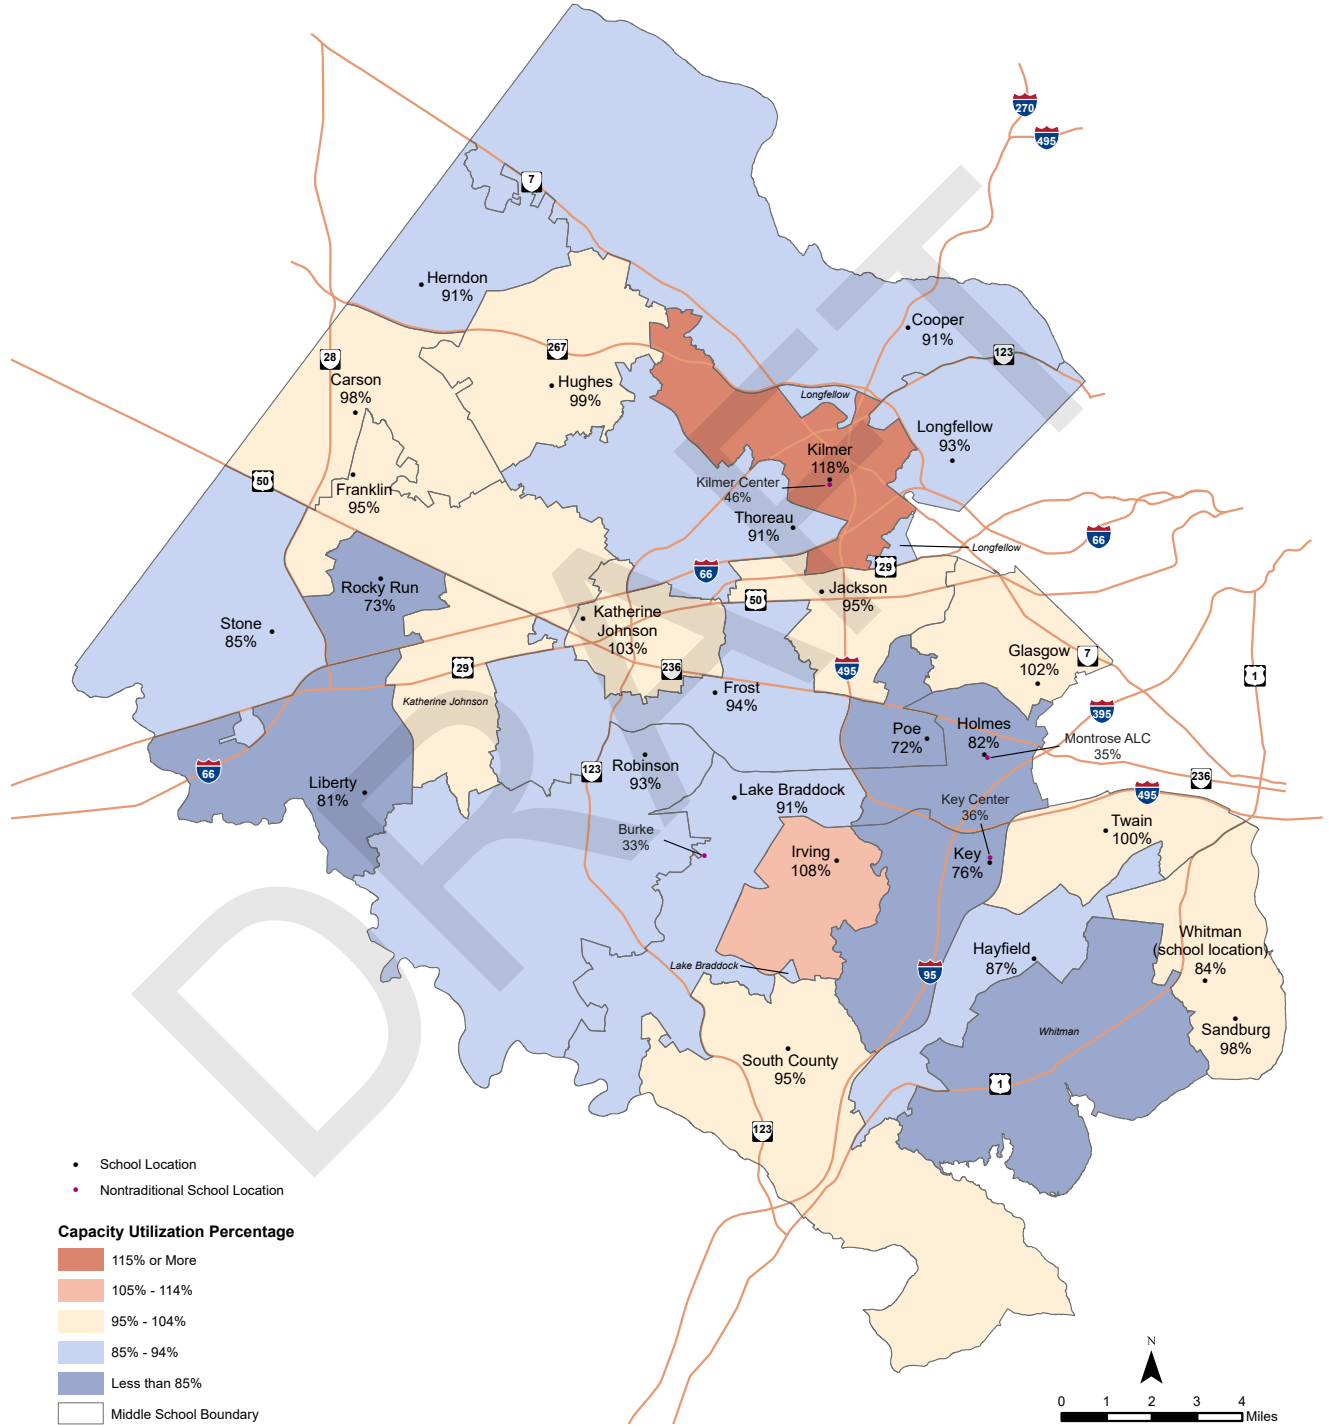 270
495
7
Herndon
91%
Cooper
91%
123
28
267
Carson
98%
Hughes
99%
Longfellow
Longfellow
93%
Kilmer
118%
Kilmer Center
46%
50
Franklin
95%
Thoreau
91%
66
Longfellow
66
29
Rocky Run
73%
Jackson
95%
50
Stone
85%
Katherine
Johnson
103%
Glasgow
102%
7
29
236
495
1
Katherine Johnson
Frost
94%
395
Poe
72%
Holmes
82%
Montrose ALC
35%
66
123
Robinson
93%
236
Liberty
81%
Lake Braddock
91%
495
Key Center
36%
Twain
100%
Burke
33%
Irving
108%
Key
76%
Whitman
(school location)
84%
Hayfield
87%
Lake Braddock
95
Sandburg
98%
Whitman
South County
95%
1
123
DRAFT
School Location
Nontraditional School Location
Capacity Utilization Percentage
115% or More
105% - 114%
95% - 104%
85% - 94%
Less than 85%
Middle School Boundary
N
0 1 2 3 4
Miles